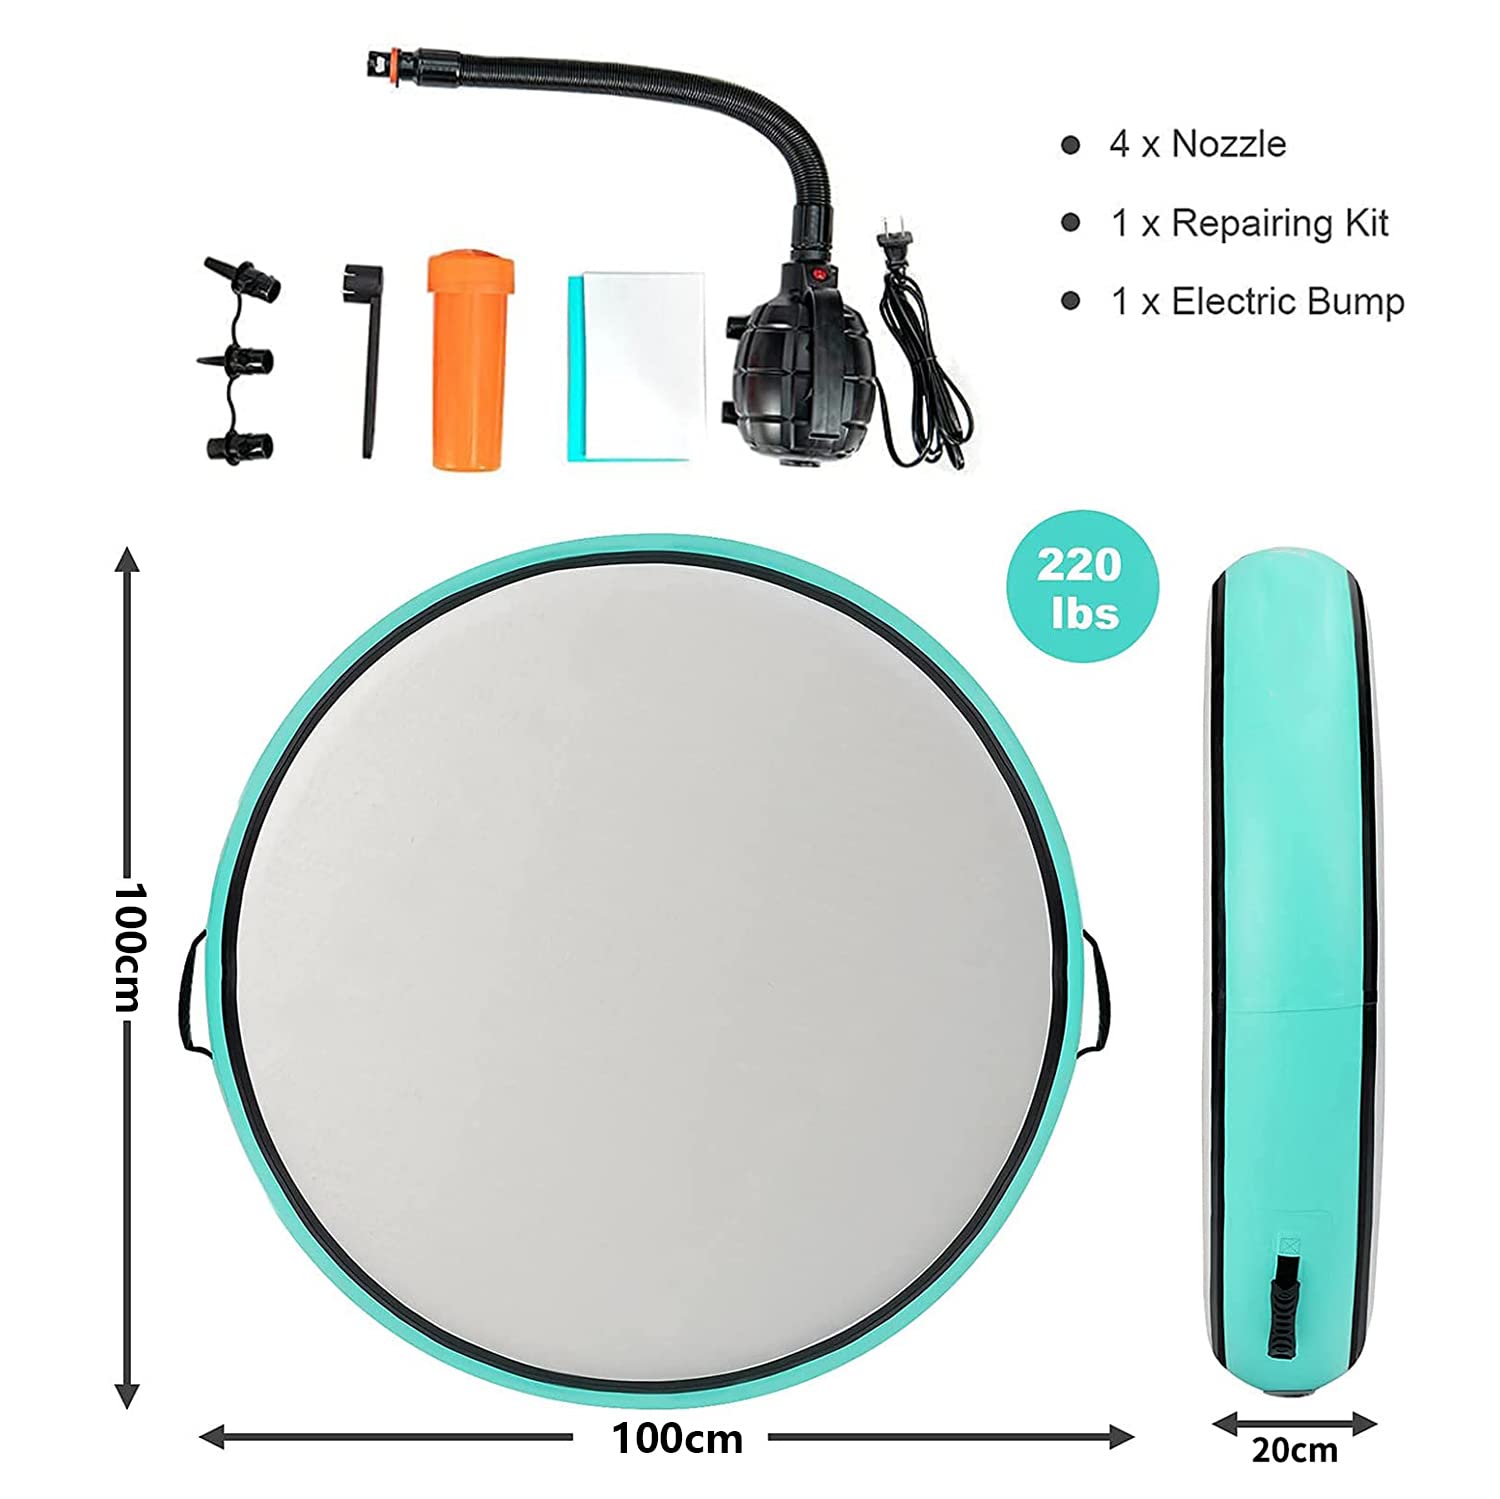 4 x Nozzle
1 x Repairing Kit
1 x Electric Bump
220
lbs
100cm
100cm
20cm